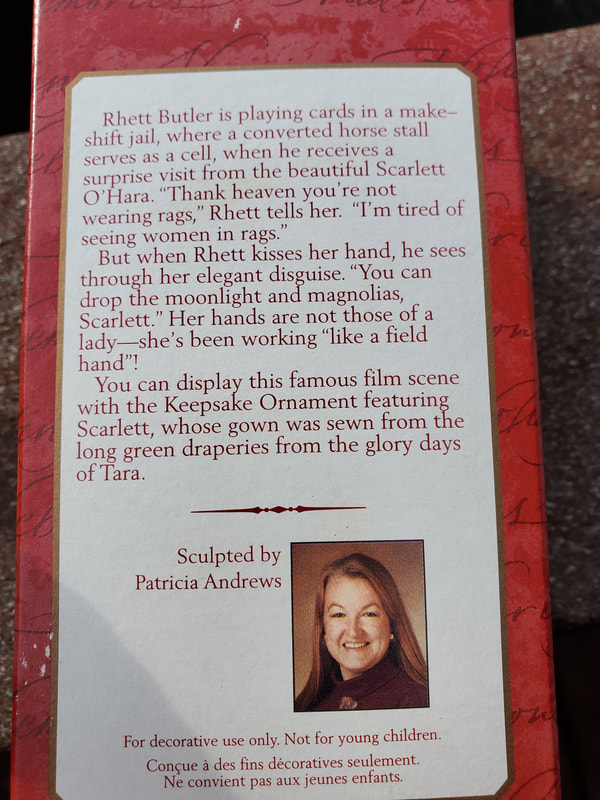 Rhett Butler is playing cards in a make–
shift jail, where a converted horse stall
serves as a cell, when he receives a
surprise visit from the beautiful Scarlett
O'Hara. “Thank heaven you're not
wearing rags,” Rhett tells her. “I'm tired of
seeing women in rags.”
But when Rhett kisses her hand, he sees
through her elegant disguise. “You can
drop the moonlight and magnolias,
Scarlett.” Her hands are not those of a
lady—she's been working “like a field
hand”!
You can display this famous film scene
with the Keepsake Ornament featuring
Scarlett, whose gown was sewn from the
long green draperies from the glory days
of Tara.
Sculpted by
Patricia Andrews
For decorative use only. Not for young children.
Conçue à des fins décoratives seulement.
Ne convient pas aux jeunes enfants.